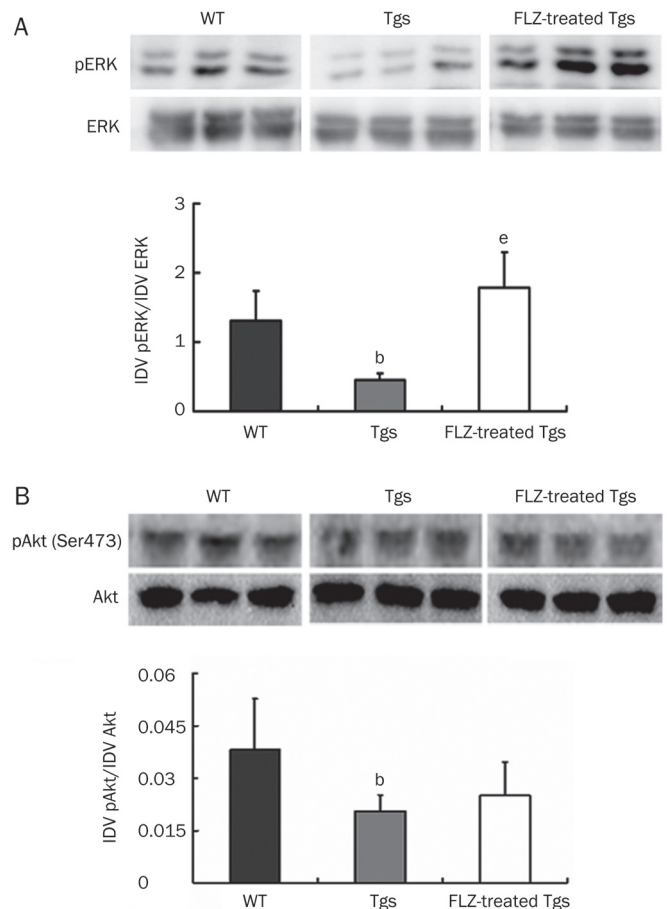 A
WT Tgs FLZ-treated Tgs
pERK
ERK
3
2
1
0
IDV pERK/IDV ERK
b
e
WT Tgs FLZ-treated Tgs
B
WT Tgs FLZ-treated Tgs
pAkt (Ser473)
Akt
0.06
0.045
0.03
0.015
0
IDV pAkt/IDV Akt
b
WT Tgs FLZ-treated Tgs